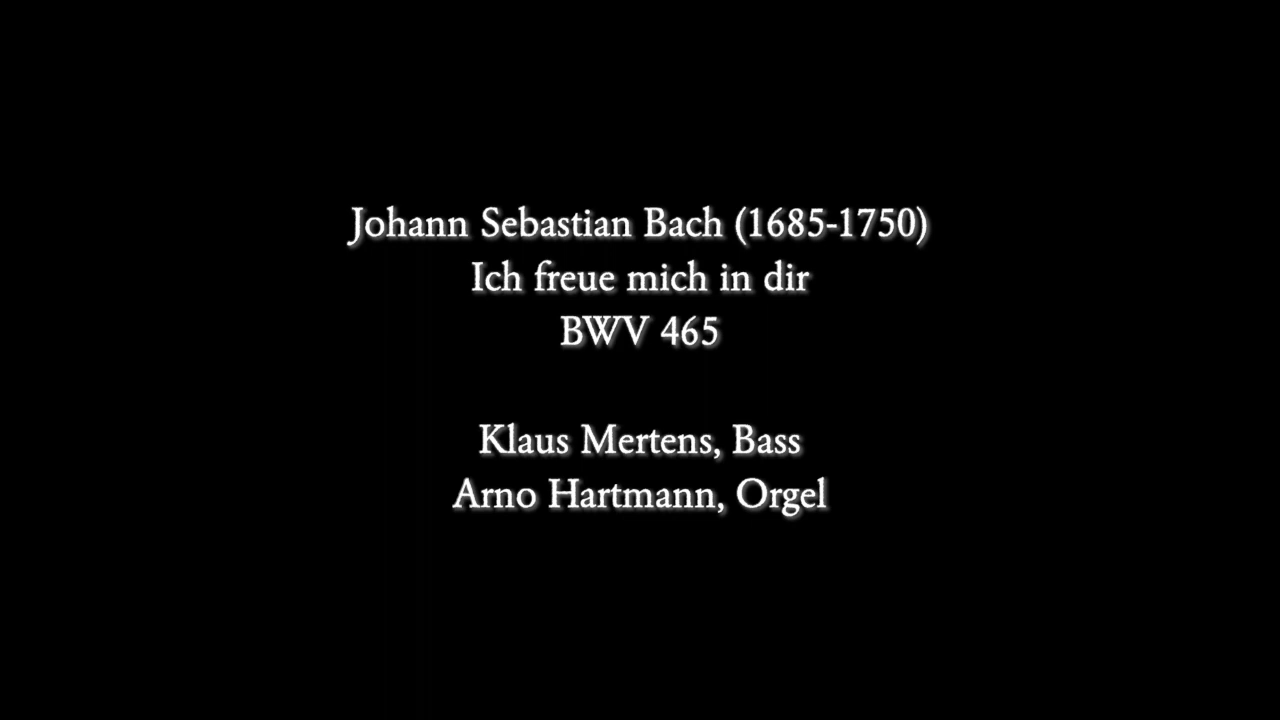 Johann Sebastian Bach (1685-1750)
Ich freue mich in dir
BWV 465
Klaus Mertens, Bass
Arno Hartmann, Orgel